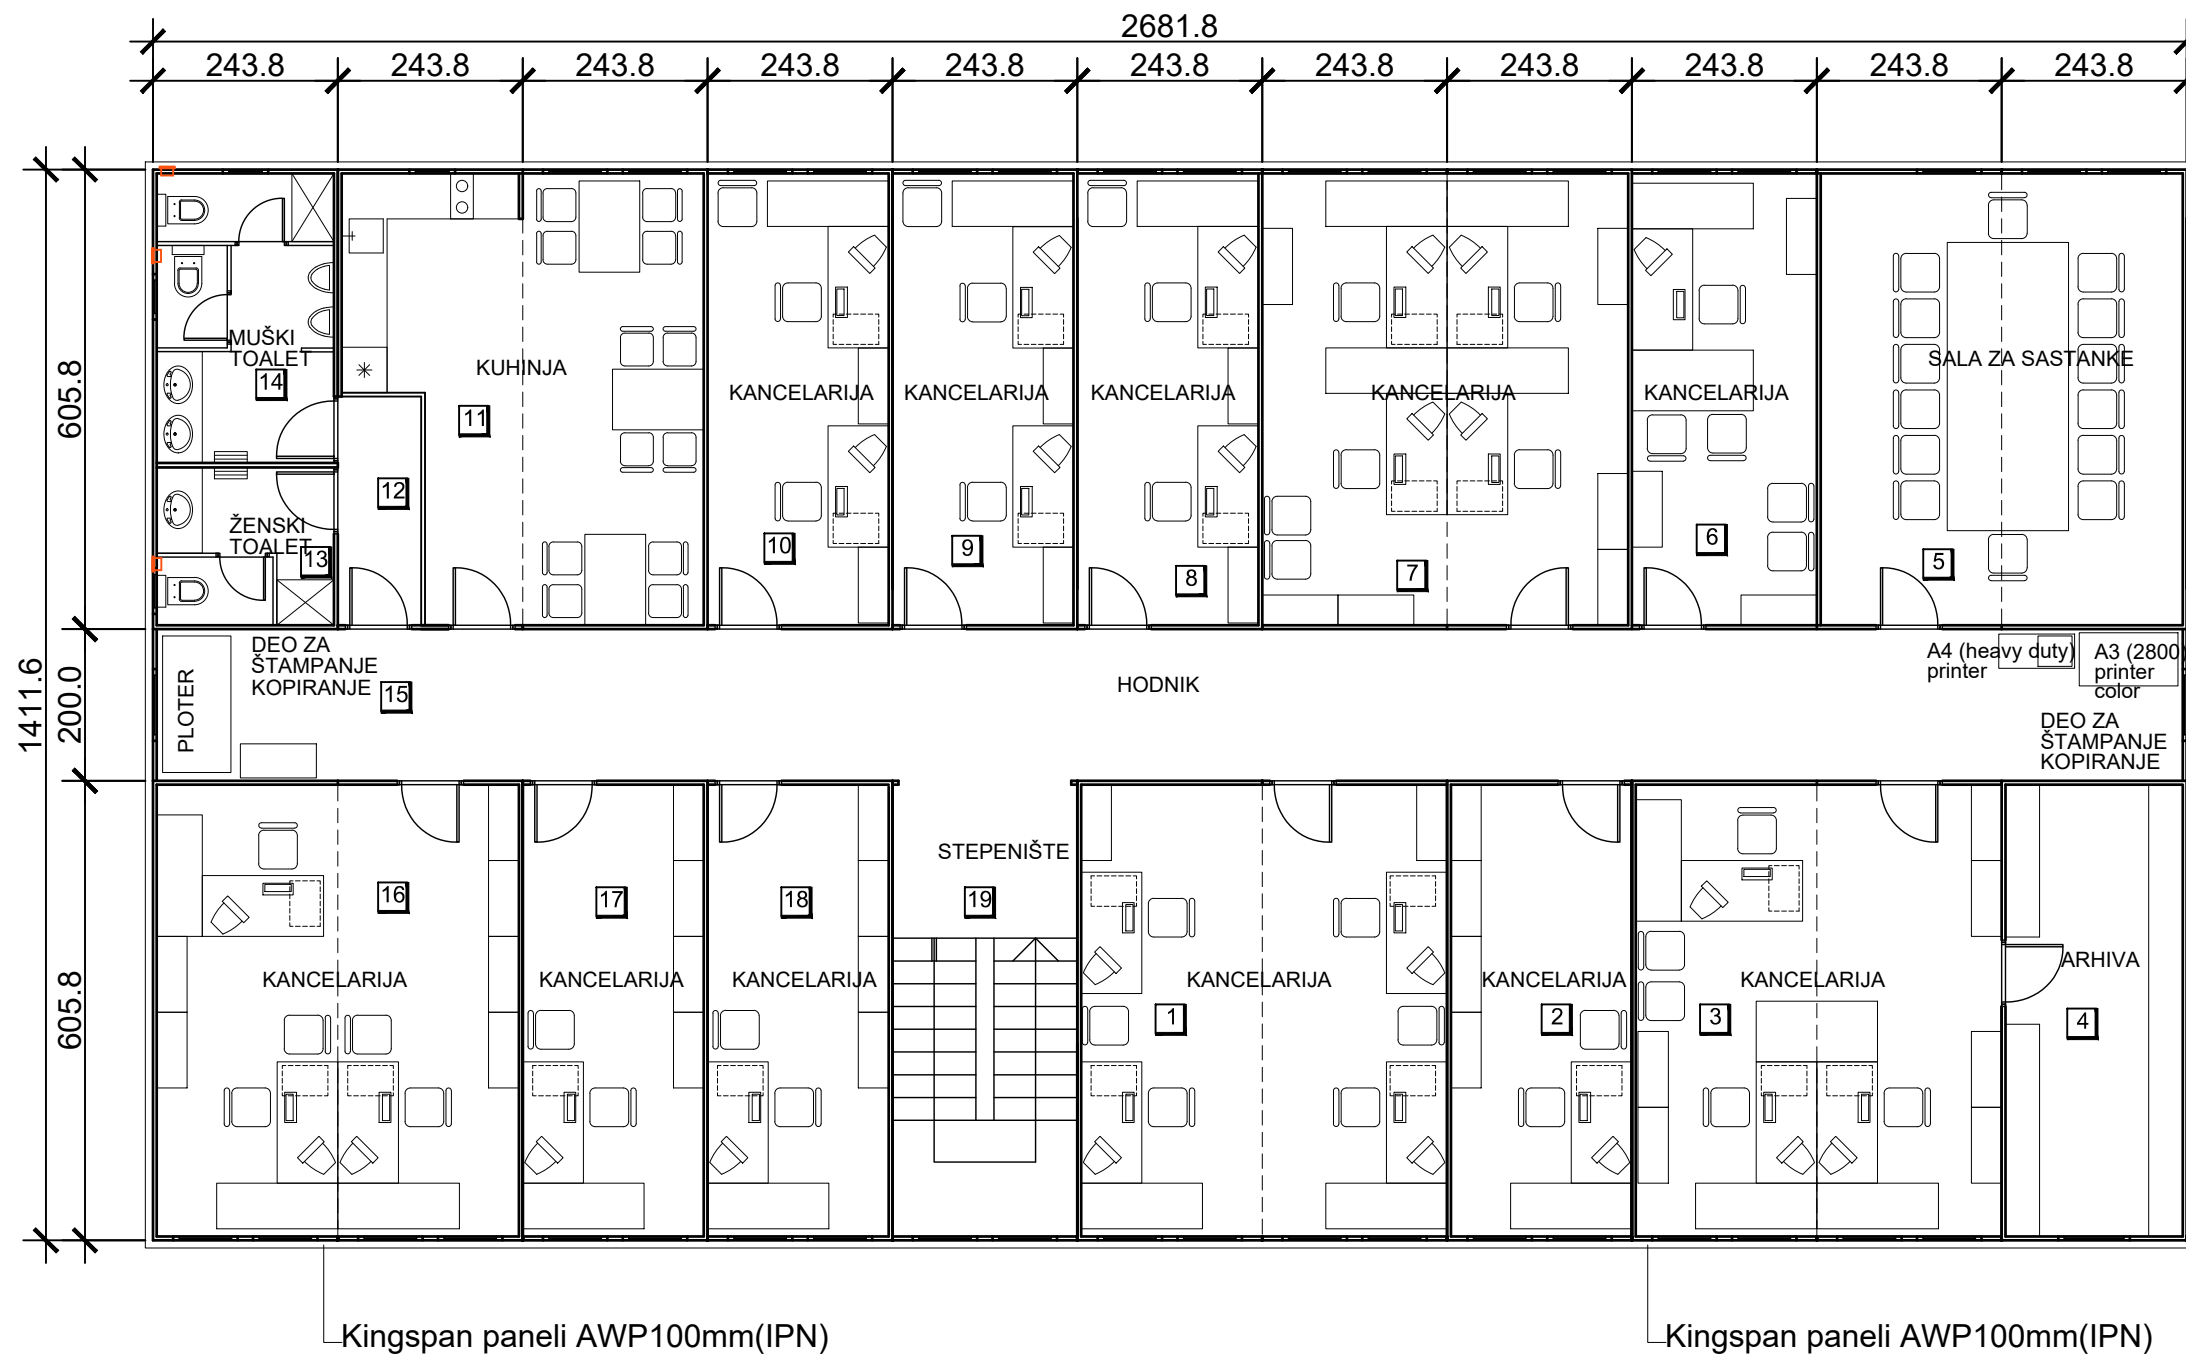 2681.8
243.8 243.8 243.8 243.8 243.8 243.8 243.8 243.8 243.8 243.8 243.8
1411.6
605.8
200.0
605.8
MUŠKI
TOALET
14
ŽENSKI
TOALET
13
12
KUHINJA
11
KANCELARIJA
10
KANCELARIJA
9
KANCELARIJA
8
KANCELARIJA
7
KANCELARIJA
6
SALA ZA SASTANKE
5
PLOTER
DEO ZA
ŠTAMPANJE
KOPIRANJE
15
HODNIK
A4 (heavy duty)
printer
A3 (2800)
printer
color
DEO ZA
ŠTAMPANJE
KOPIRANJE
16
KANCELARIJA
17
KANCELARIJA
18
KANCELARIJA
STEPENIŠTE
19
KANCELARIJA
1
KANCELARIJA
2
KANCELARIJA
3
ARHIVA
4
Kingspan paneli AWP100mm(IPN)
Kingspan paneli AWP100mm(IPN)